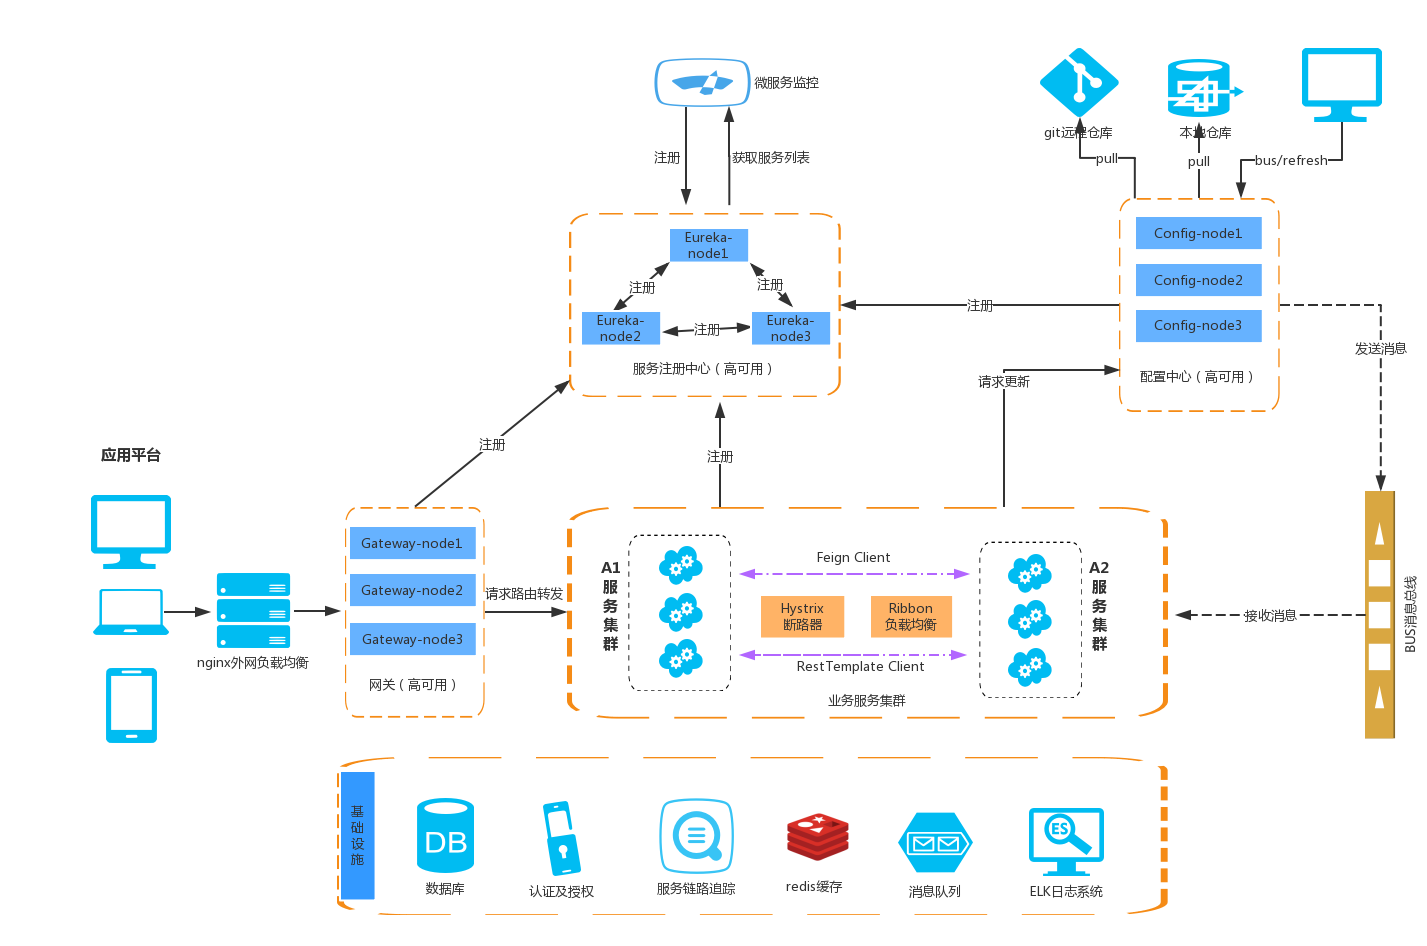 微服务监控
git远程仓库
本地仓库
注册
获取服务列表
pull
pull
bus/refresh
Eureka-
node1
注册
注册
Eureka-
node2
注册
Eureka-
node3
服务注册中心（高可用）
Config-node1
Config-node2
Config-node3
配置中心（高可用）
注册
发送消息
请求更新
注册
注册
应用平台
nginx外网负载均衡
Gateway-node1
Gateway-node2
Gateway-node3
网关（高可用）
请求路由转发
A1
服
务
集
群
Feign Client
Hystrix
断路器
Ribbon
负载均衡
RestTemplate Client
业务服务集群
A2
服
务
集
群
接收消息
BUS消息总线
基
础
设
施
DB
数据库
认证及授权
服务链路追踪
redis缓存
消息队列
ES
ELK日志系统